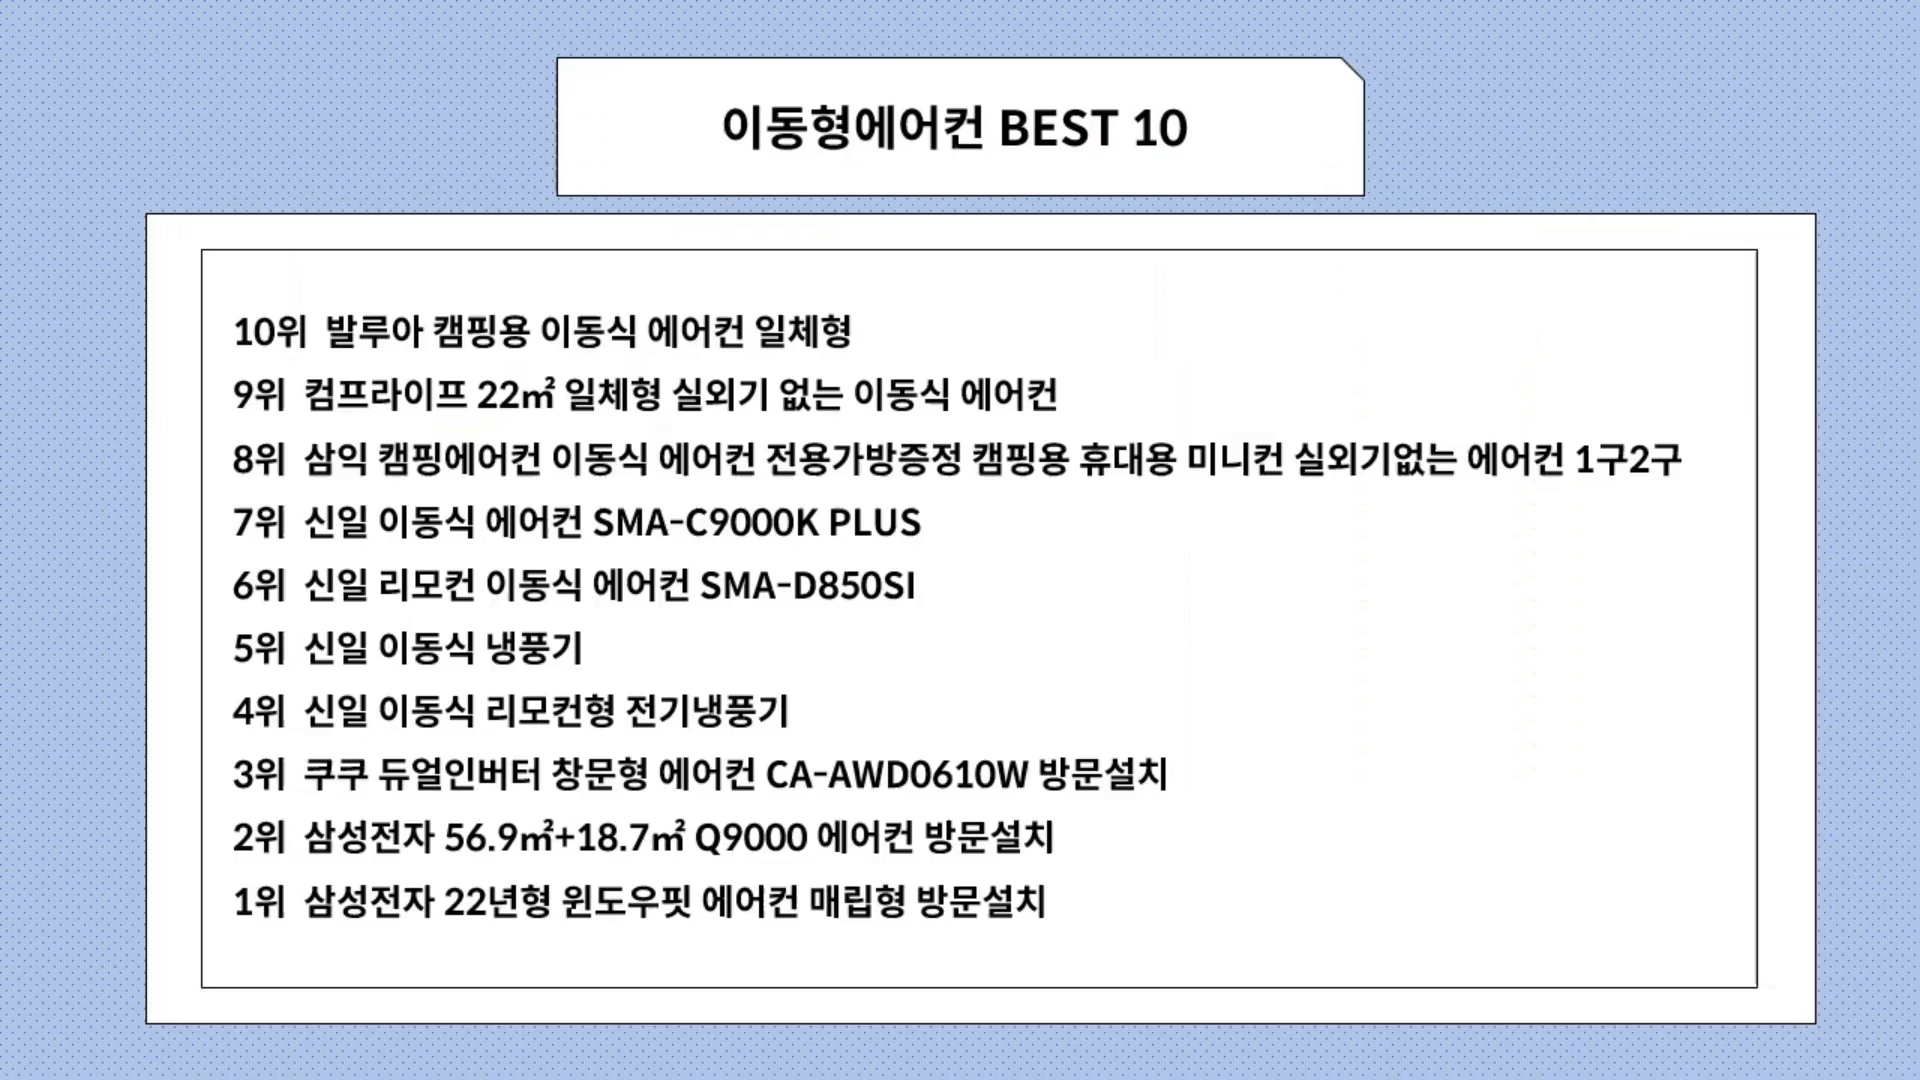 이동형에어컨 BEST 10
10위 발루아 캠핑용 이동식 에어컨 일체형
9위 컴프라이프 22㎡ 일체형 실외기 없는 이동식 에어컨
8위 삼익 캠핑에어컨 이동식 에어컨 전용가방증정 캠핑용 휴대용 미니컨 실외기없는 에어컨 1구2구
7위 신일 이동식 에어컨 SMA-C9000K PLUS
6위 신일 리모컨 이동식 에어컨 SMA-D850SI
5위 신일 이동식 냉풍기
4위 신일 이동식 리모컨형 전기냉풍기
3위 쿠쿠 듀얼인버터 창문형 에어컨 CA-AWD0610W 방문설치
2위 삼성전자 56.9㎡+18.7㎡ Q9000 에어컨 방문설치
1위 삼성전자 22년형 윈도우핏 에어컨 매립형 방문설치